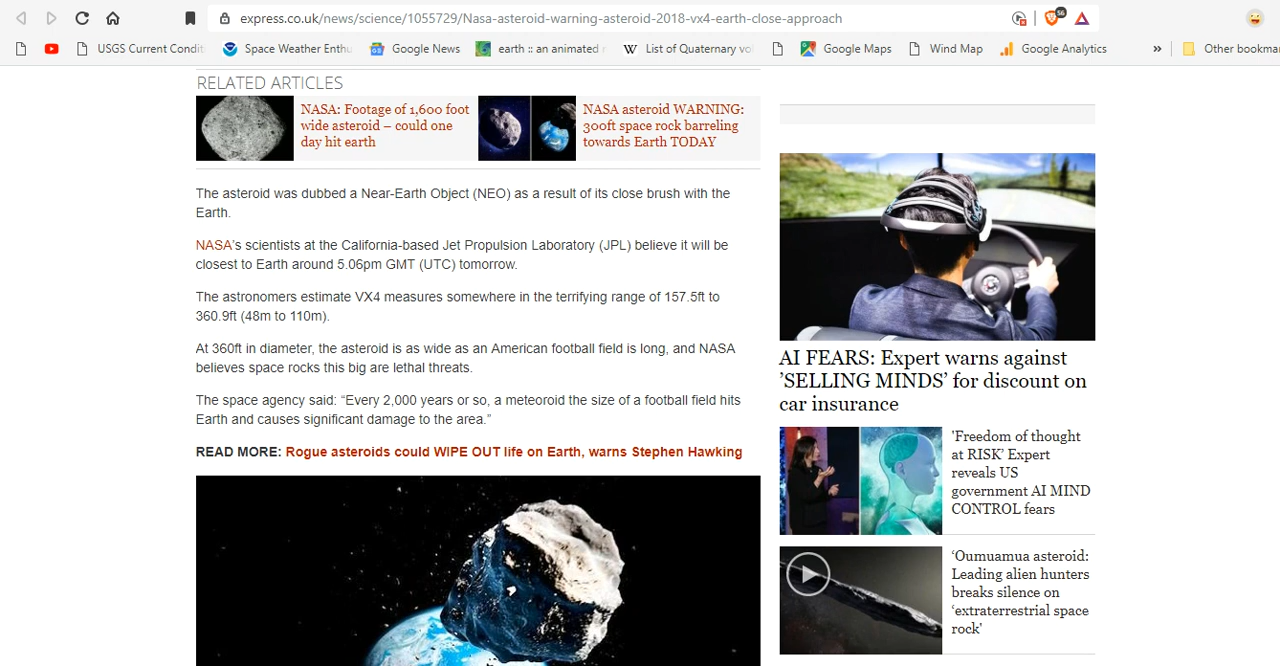 express.co.uk/news/science/1055729/Nasa-asteroid-warning-asteroid-2018-vx4-earth-close-approach
56
USGS Current Condit
Space Weather Enthu
Google News
earth :: an animated
W List of Quaternary vo
Google Maps
Wind Map
Google Analytics
»
Other bookma
RELATED ARTICLES
NASA: Footage of 1,600 foot
wide asteroid – could one
day hit earth
NASA asteroid WARNING:
300ft space rock barreling
towards Earth TODAY
The asteroid was dubbed a Near-Earth Object (NEO) as a result of its close brush with the
Earth.
NASA's scientists at the California-based Jet Propulsion Laboratory (JPL) believe it will be
closest to Earth around 5.06pm GMT (UTC) tomorrow.
The astronomers estimate VX4 measures somewhere in the terrifying range of 157.5ft to
360.9ft (48m to 110m).
At 360ft in diameter, the asteroid is as wide as an American football field is long, and NASA
believes space rocks this big are lethal threats.
The space agency said: “Every 2,000 years or so, a meteoroid the size of a football field hits
Earth and causes significant damage to the area.”
READ MORE: Rogue asteroids could WIPE OUT life on Earth, warns Stephen Hawking
AI FEARS: Expert warns against
’SELLING MINDS’ for discount on
car insurance
'Freedom of thought
at RISK’ Expert
reveals US
government AI MIND
CONTROL fears
‘Oumuamua asteroid:
Leading alien hunters
breaks silence on
‘extraterrestrial space
rock'